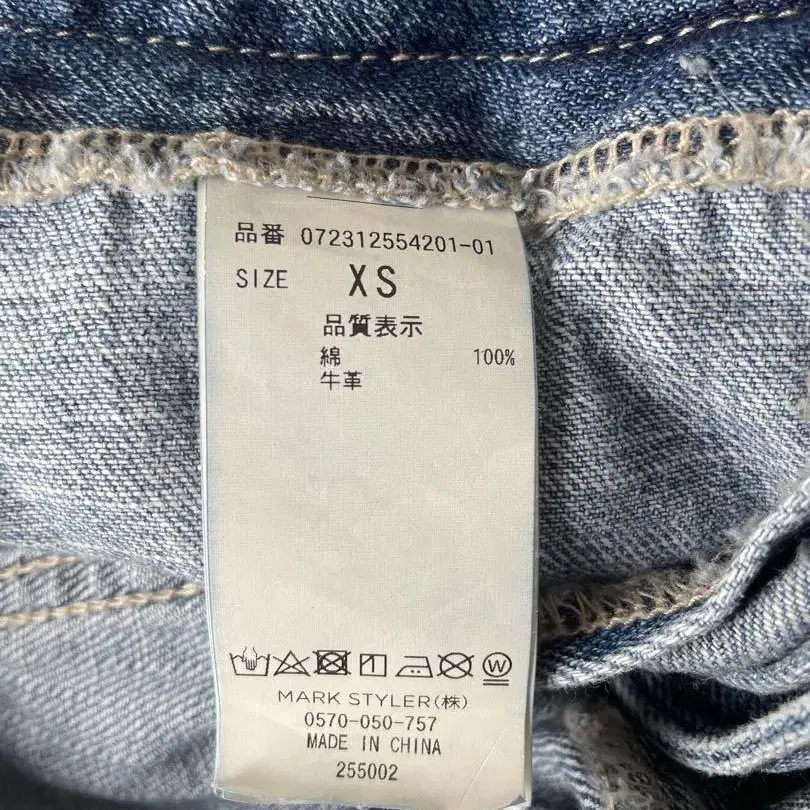 品番 072312554201-01
SIZE XS
品質表示
綿 100%
牛革
W
MARK STYLER(株)
0570-050-757
MADE IN CHINA
255002